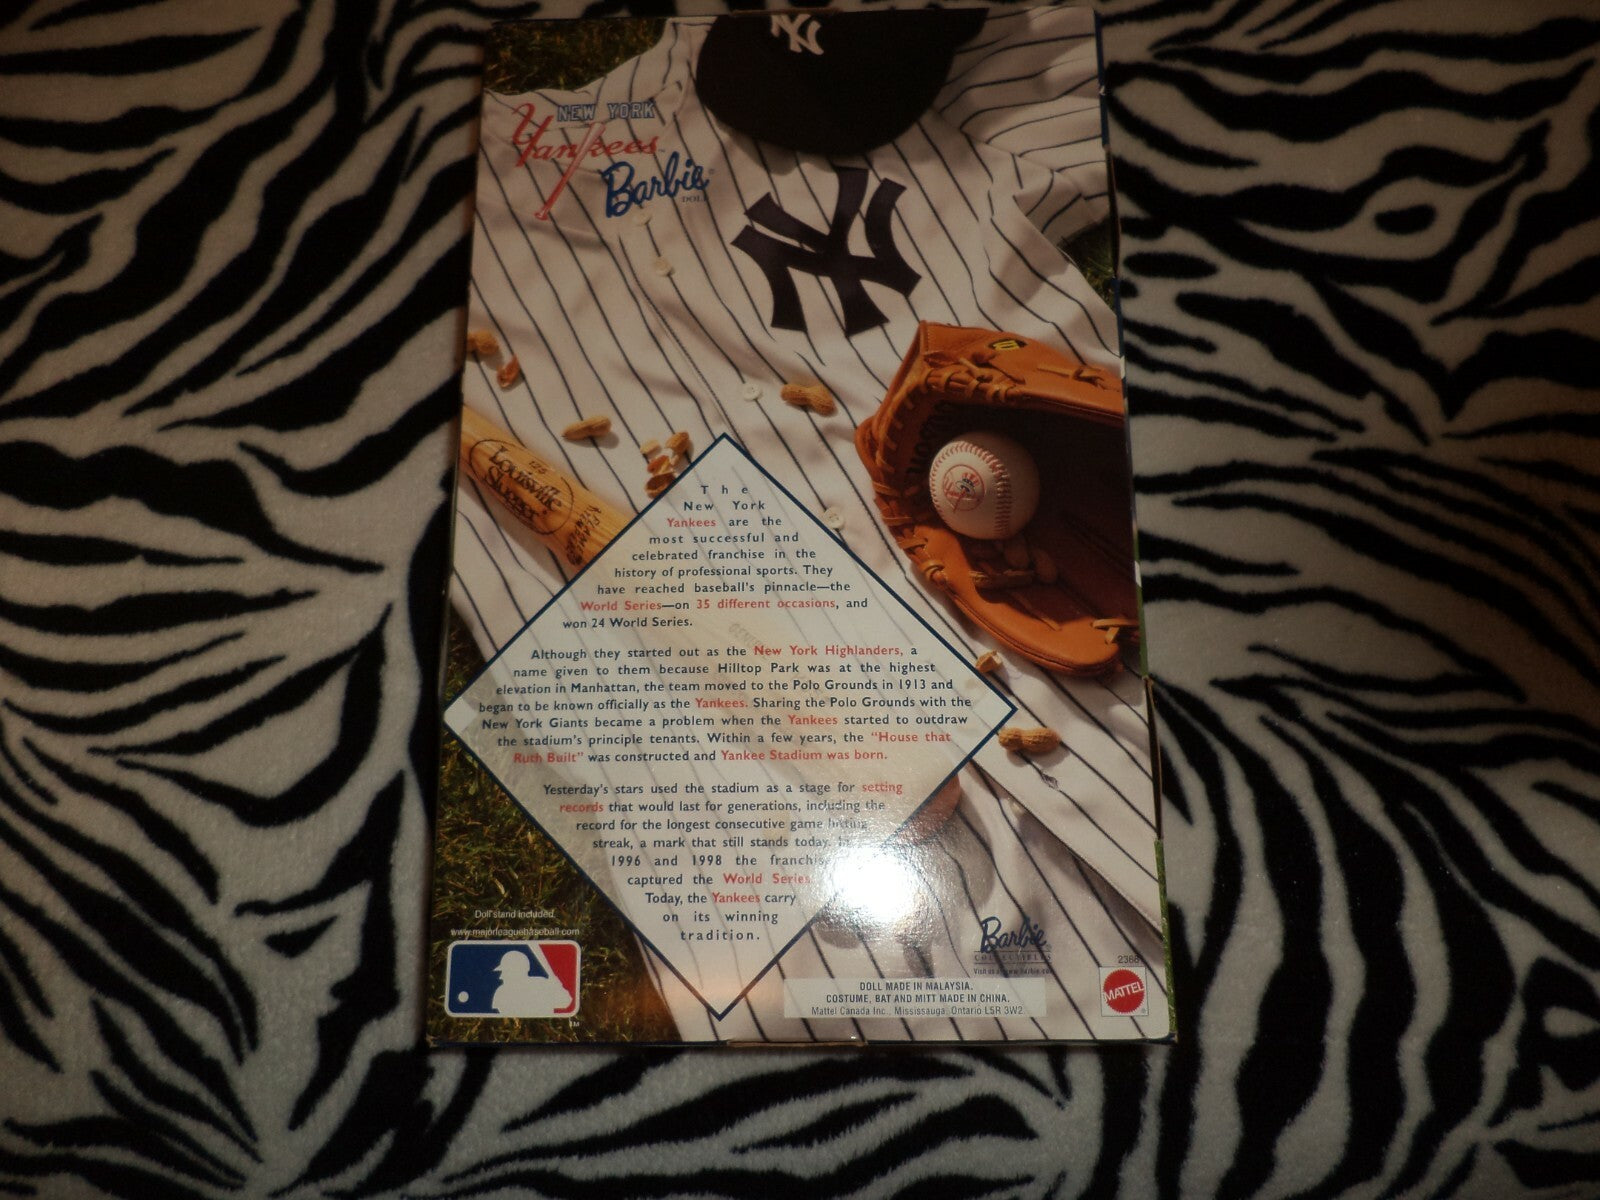 NEW YORK
Yankees
Barbie
DOLL
Louisville
Slugger
125
The
New York
Yankees are the
most successful and
celebrated franchise in the
history of professional sports. They
have reached baseball's pinnacle—the
World Series—on 35 different occasions, and
won 24 World Series.
Although they started out as the New York Highlanders, a
name given to them because Hilltop Park was at the highest
elevation in Manhattan, the team moved to the Polo Grounds in 1913 and
began to be known officially as the Yankees. Sharing the Polo Grounds with the
New York Giants became a problem when the Yankees started to outdraw
the stadium's principle tenants. Within a few years, the "House that
Ruth Built" was constructed and Yankee Stadium was born.
Yesterday's stars used the stadium as a stage for setting
records that would last for generations, including the
record for the longest consecutive game hitting
streak, a mark that still stands today. In
1996 and 1998 the franchise
captured the World Series.
Today, the Yankees carry
on its winning
tradition.
Doll stand included.
www.majorleaguebaseball.com
TM
Barbie
COLLECTIBLES
Visit us at www.barbie.com
DOLL MADE IN MALAYSIA.
COSTUME, BAT AND MITT MADE IN CHINA.
Mattel Canada Inc., Mississauga, Ontario L5R 3W2.
MATTEL